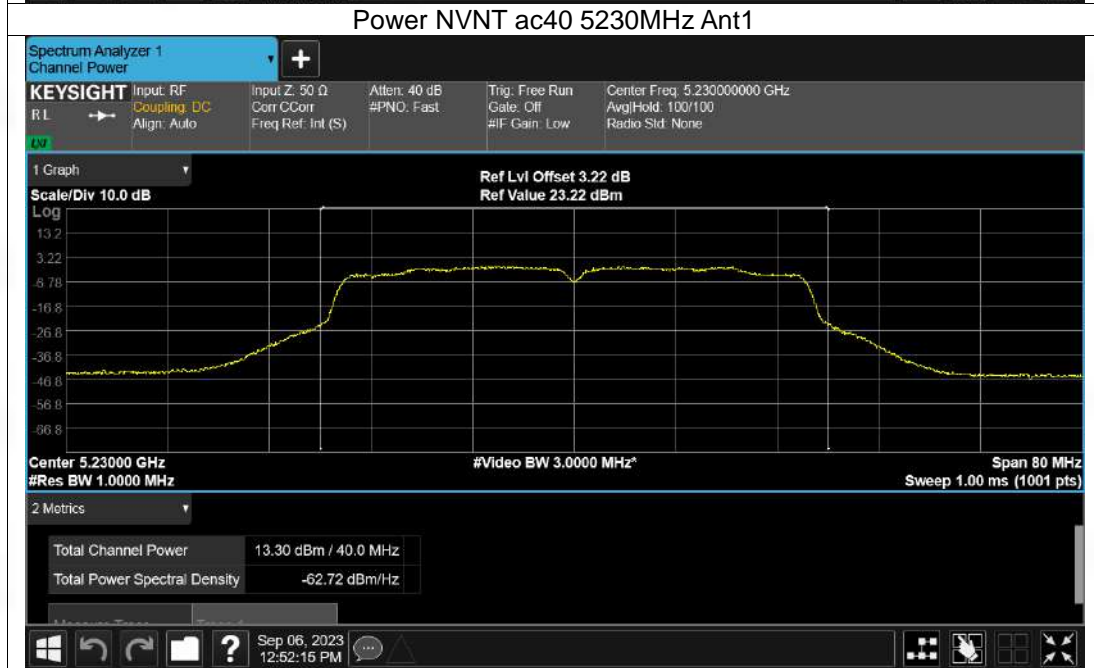 Power NVNT ac40 5230MHz Ant1
Spectrum Analyzer 1
Channel Power
+
KEYSIGHT
RL
LXI
Input: RF
Coupling: DC
Align: Auto
Input Z: 50 Ω
Corr CCorr
Freq Ref: Int (S)
Atten: 40 dB
#PNO: Fast
Trig: Free Run
Gate: Off
#IF Gain: Low
Center Freq: 5.230000000 GHz
Avg|Hold: 100/100
Radio Std: None
1 Graph
Scale/Div 10.0 dB
Ref Lvl Offset 3.22 dB
Ref Value 23.22 dBm
Log
13.2
3.22
-6.78
-16.8
-26.8
-36.8
-46.8
-56.8
-66.8
Center 5.23000 GHz
#Video BW 3.0000 MHz*
Span 80 MHz
#Res BW 1.0000 MHz
Sweep 1.00 ms (1001 pts)
2 Metrics
Total Channel Power 13.30 dBm / 40.0 MHz
Total Power Spectral Density -62.72 dBm/Hz
?
Sep 06, 2023
12:52:15 PM